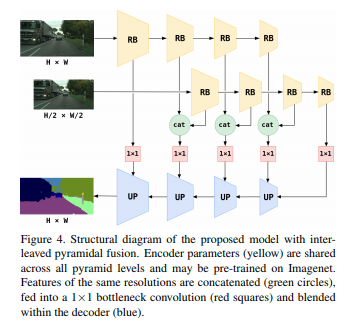 RB RB RB RB
H × W
RB RB RB RB
H/2 × W/2
cat cat cat
1×1 1×1 1×1 1×1 1×1
UP UP UP UP
H × W
Figure 4. Structural diagram of the proposed model with inter-
leaved pyramidal fusion. Encoder parameters (yellow) are shared
across all pyramid levels and may be pre-trained on Imagenet.
Features of the same resolutions are concatenated (green circles),
fed into a 1×1 bottleneck convolution (red squares) and blended
within the decoder (blue).